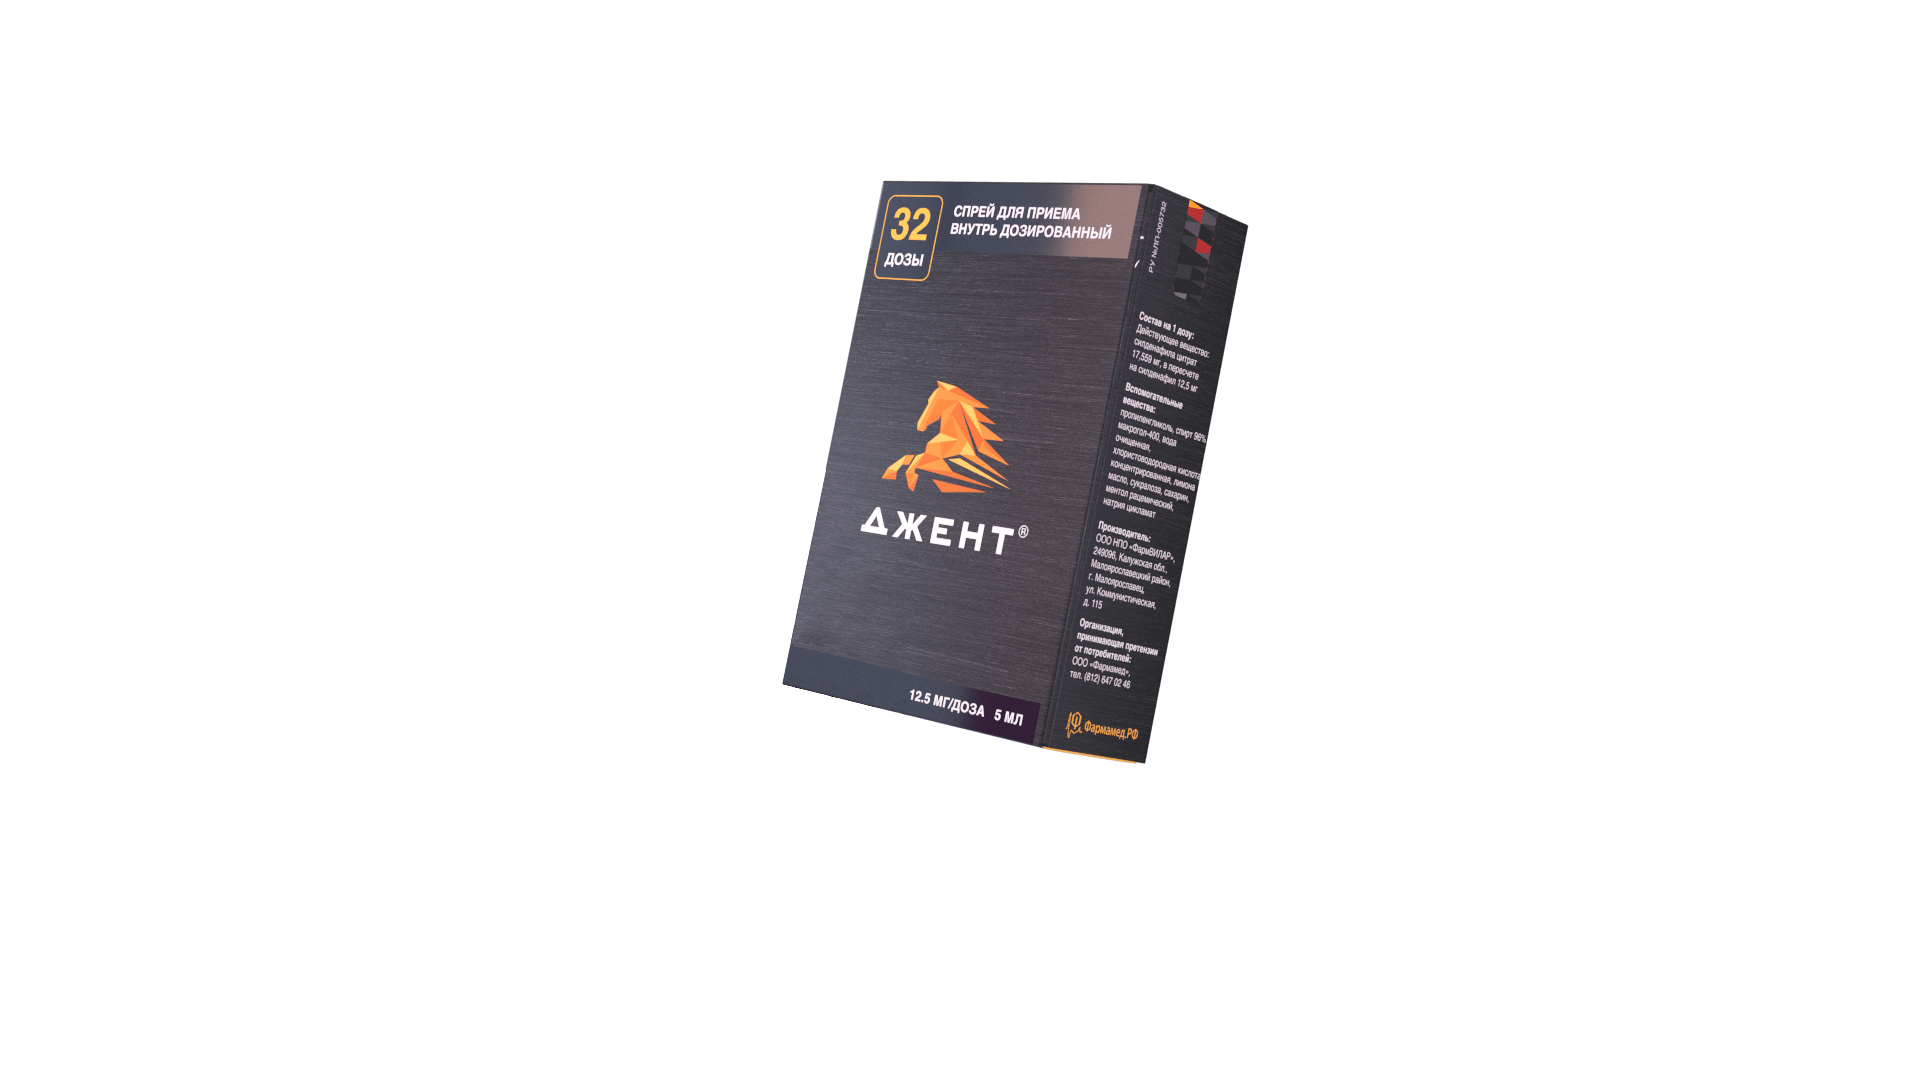 32
ДОЗЫ
СПРЕЙ ДЛЯ ПРИЕМА
ВНУТРЬ ДОЗИРОВАННЫЙ
ДЖЕНТ®
12.5 МГ/ДОЗА 5 МЛ
РУ №ЛП-005732
Состав на 1 дозу:
Действующее вещество:
силденафила цитрат
17,559 мг, в пересчете
на силденафил 12,5 мг
Вспомогательные
вещества:
пропиленгликоль, спирт 96%
макрогол-400, вода
очищенная,
хлористоводородная кислота
концентрированная, лимона
масло, сукралоза, сахарин,
ментол рацемический,
натрия цикламат
Производитель:
ООО НПО «ФармВИЛАР»,
249096, Калужская обл.,
Малоярославецкий район,
г. Малоярославец,
ул. Коммунистическая,
д. 115
Организация,
принимающая претензии
от потребителей:
ООО «Фармамед»,
тел. (812) 647 02 46
Фармамед.РФ